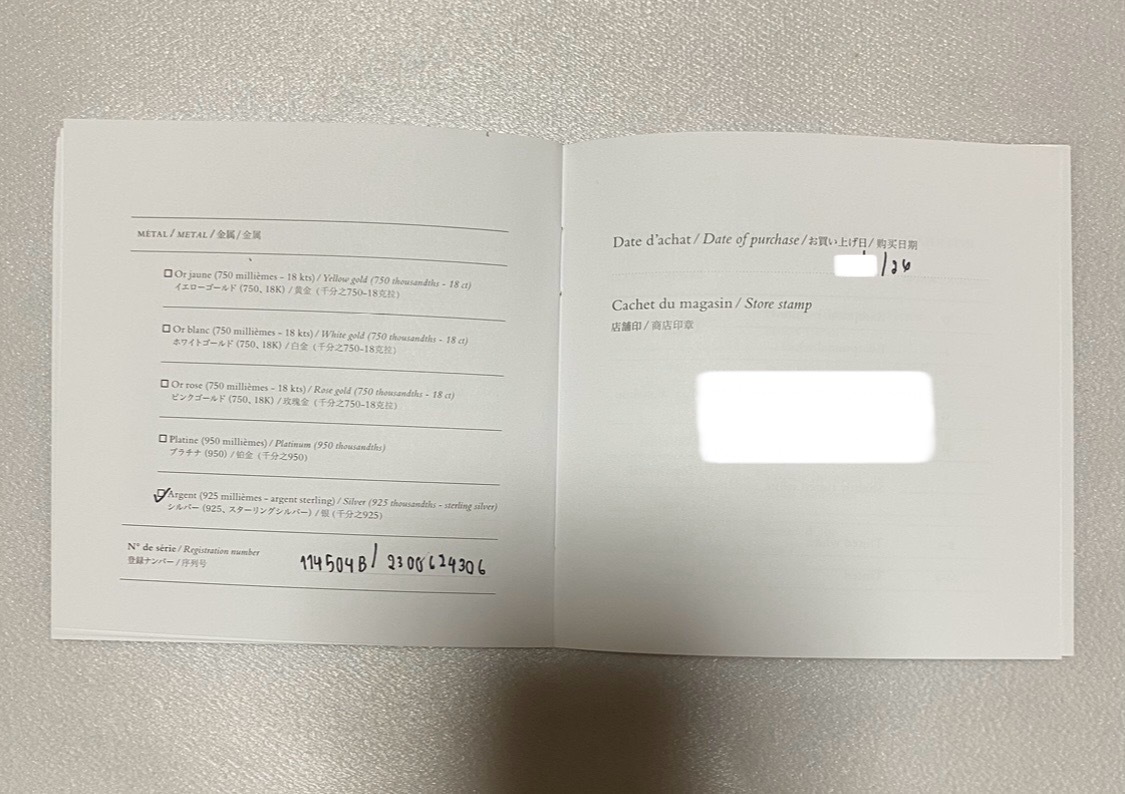 MÉTAL / METAL / 金属 / 金属
Or jaune (750 millièmes - 18 kts) / Yellow gold (750 thousandths - 18 ct)
イエローゴールド (750, 18K) / 黄金 (千分之750-18克拉)
Or blanc (750 millièmes - 18 kts) / White gold (750 thousandths - 18 ct)
ホワイトゴールド (750, 18K) / 白金 (千分之750-18克拉)
Or rose (750 millièmes - 18 kts) / Rose gold (750 thousandths - 18 ct)
ピンクゴールド (750, 18K) / 玫瑰金 (千分之750-18克拉)
Platine (950 millièmes) / Platinum (950 thousandths)
プラチナ (950) / 铂金 (千分之950)
Argent (925 millièmes - argent sterling) / Silver (925 thousandths - sterling silver)
シルバー (925, スターリングシルバー) / 银 (千分之925)
N° de série / Registration number
登録ナンバー / 序列号
114504B / 2300624306
Date d'achat / Date of purchase / お買い上げ日 / 购买日期
/24
Cachet du magasin / Store stamp
店舗印 / 商店印章